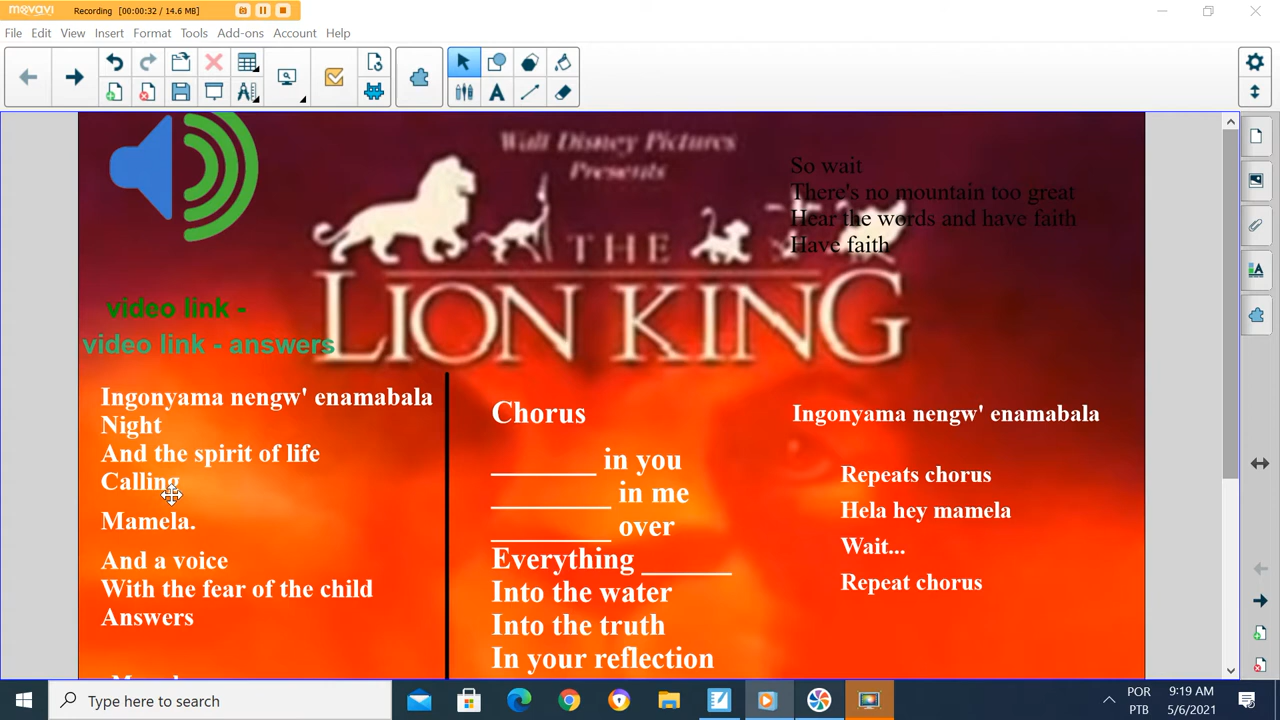 movavi
Recording [00:00:32 / 14.6 MB]
File Edit View Insert Format Tools Add-ons Account Help
Walt Disney Pictures
Presents
THE
LION KING
So wait
There's no mountain too great
Hear the words and have faith
Have faith
video link -
video link - answers
Ingonyama nengw' enamabala
Night
And the spirit of life
Calling
Mamela.
And a voice
With the fear of the child
Answers
Chorus
________ in you
_________ in me
_________ over
Everything _______
Into the water
Into the truth
In your reflection
Ingonyama nengw' enamabala
Repeats chorus
Hela hey mamela
Wait...
Repeat chorus
Type here to search
POR
PTB
9:19 AM
5/6/2021